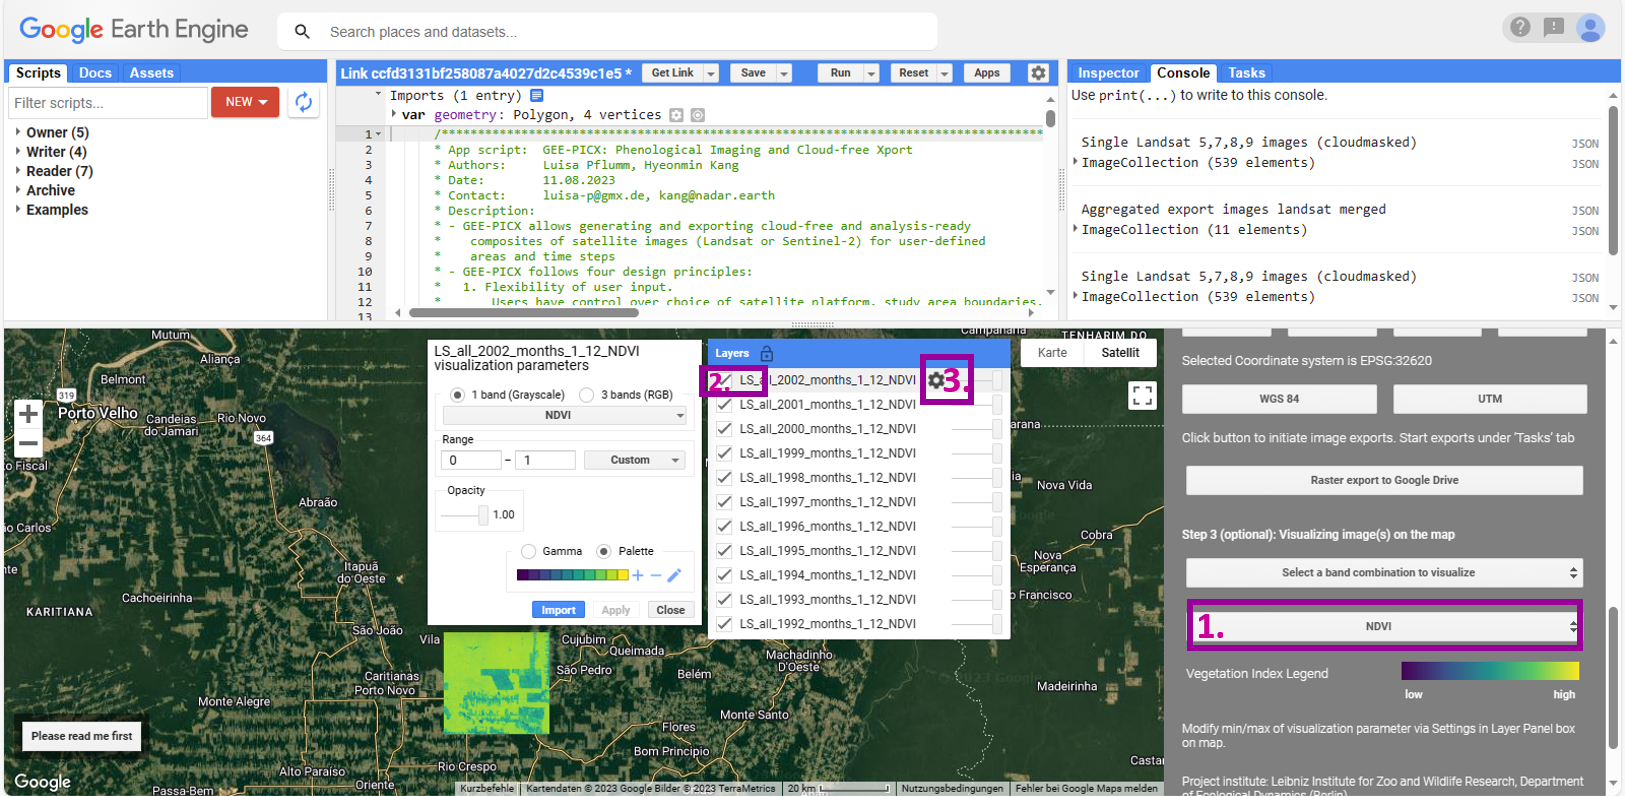 Google Earth Engine
Search places and datasets...
Scripts Docs Assets
Filter scripts...
NEW
Owner (5)
Writer (4)
Reader (7)
Archive
Examples
Link ccfd3131bf258087a4027d2c4539c1e5 *
Get Link Save Run Reset Apps
Imports (1 entry)
var geometry: Polygon, 4 vertices
1 /***********************************************************************************
2 * App script: GEE-PICX: Phenological Imaging and Cloud-free Xport
3 * Authors: Luisa Pflumm, Hyeonmin Kang
4 * Date: 11.08.2023
5 * Contact: luisa-p@gmx.de, kang@nadar.earth
6 * Description:
7 * - GEE-PICX allows generating and exporting cloud-free and analysis-ready
8 * composites of satellite images (Landsat or Sentinel-2) for user-defined
9 * areas and time steps
10 * - GEE-PICX follows four design principles:
11 * 1. Flexibility of user input.
12 * Users have control over choice of satellite platform, study area boundaries,
13
Inspector Console Tasks
Use print(...) to write to this console.
Single Landsat 5,7,8,9 images (cloudmasked) JSON
ImageCollection (539 elements) JSON
Aggregated export images landsat merged JSON
ImageCollection (11 elements) JSON
Single Landsat 5,7,8,9 images (cloudmasked) JSON
ImageCollection (539 elements) JSON
LS_all_2002_months_1_12_NDVI
visualization parameters
1 band (Grayscale) 3 bands (RGB)
NDVI
Range
0 – 1 Custom
Opacity
1.00
Gamma Palette
Import Apply Close
Layers
2. LS_all_2002_months_1_12_NDVI 3.
LS_all_2001_months_1_12_NDVI
LS_all_2000_months_1_12_NDVI
LS_all_1999_months_1_12_NDVI
LS_all_1998_months_1_12_NDVI
LS_all_1997_months_1_12_NDVI
LS_all_1996_months_1_12_NDVI
LS_all_1995_months_1_12_NDVI
LS_all_1994_months_1_12_NDVI
LS_all_1993_months_1_12_NDVI
LS_all_1992_months_1_12_NDVI
Karte Satellit
Mutum
Aliança
Belmont
319
Porto Velho
Candeias
do Jamari
Rio Novo
364
Abraão
Itapuã
do Oeste
Cachoeirinha
KARITIANA
São João
Vila
Cujubim
Queimada
São Pedro
Caritianas
Porto Novo
Monte Alegre
Belém
Machadinho
D'Oeste
Monte Santo
Flores
Bom Principio
Rio Crespo
Alto Paraíso
Oriente
Passa-Bem
TENHARIM DO
Nova Vida
Cobra
Nova
Esperança
Madeirinha
Please read me first
Google
Kurzbefehle
Kartendaten © 2023 Google Bilder © 2023 TerraMetrics
20 km
Nutzungsbedingungen
Fehler bei Google Maps melden
Selected Coordinate system is EPSG:32620
WGS 84 UTM
Click button to initiate image exports. Start exports under 'Tasks' tab
Raster export to Google Drive
Step 3 (optional): Visualizing image(s) on the map
Select a band combination to visualize
1. NDVI
Vegetation Index Legend
low high
Modify min/max of visualization parameter via Settings in Layer Panel box
on map.
Project institute: Leibniz Institute for Zoo and Wildlife Research, Department
of Ecological Dynamics (Berlin)